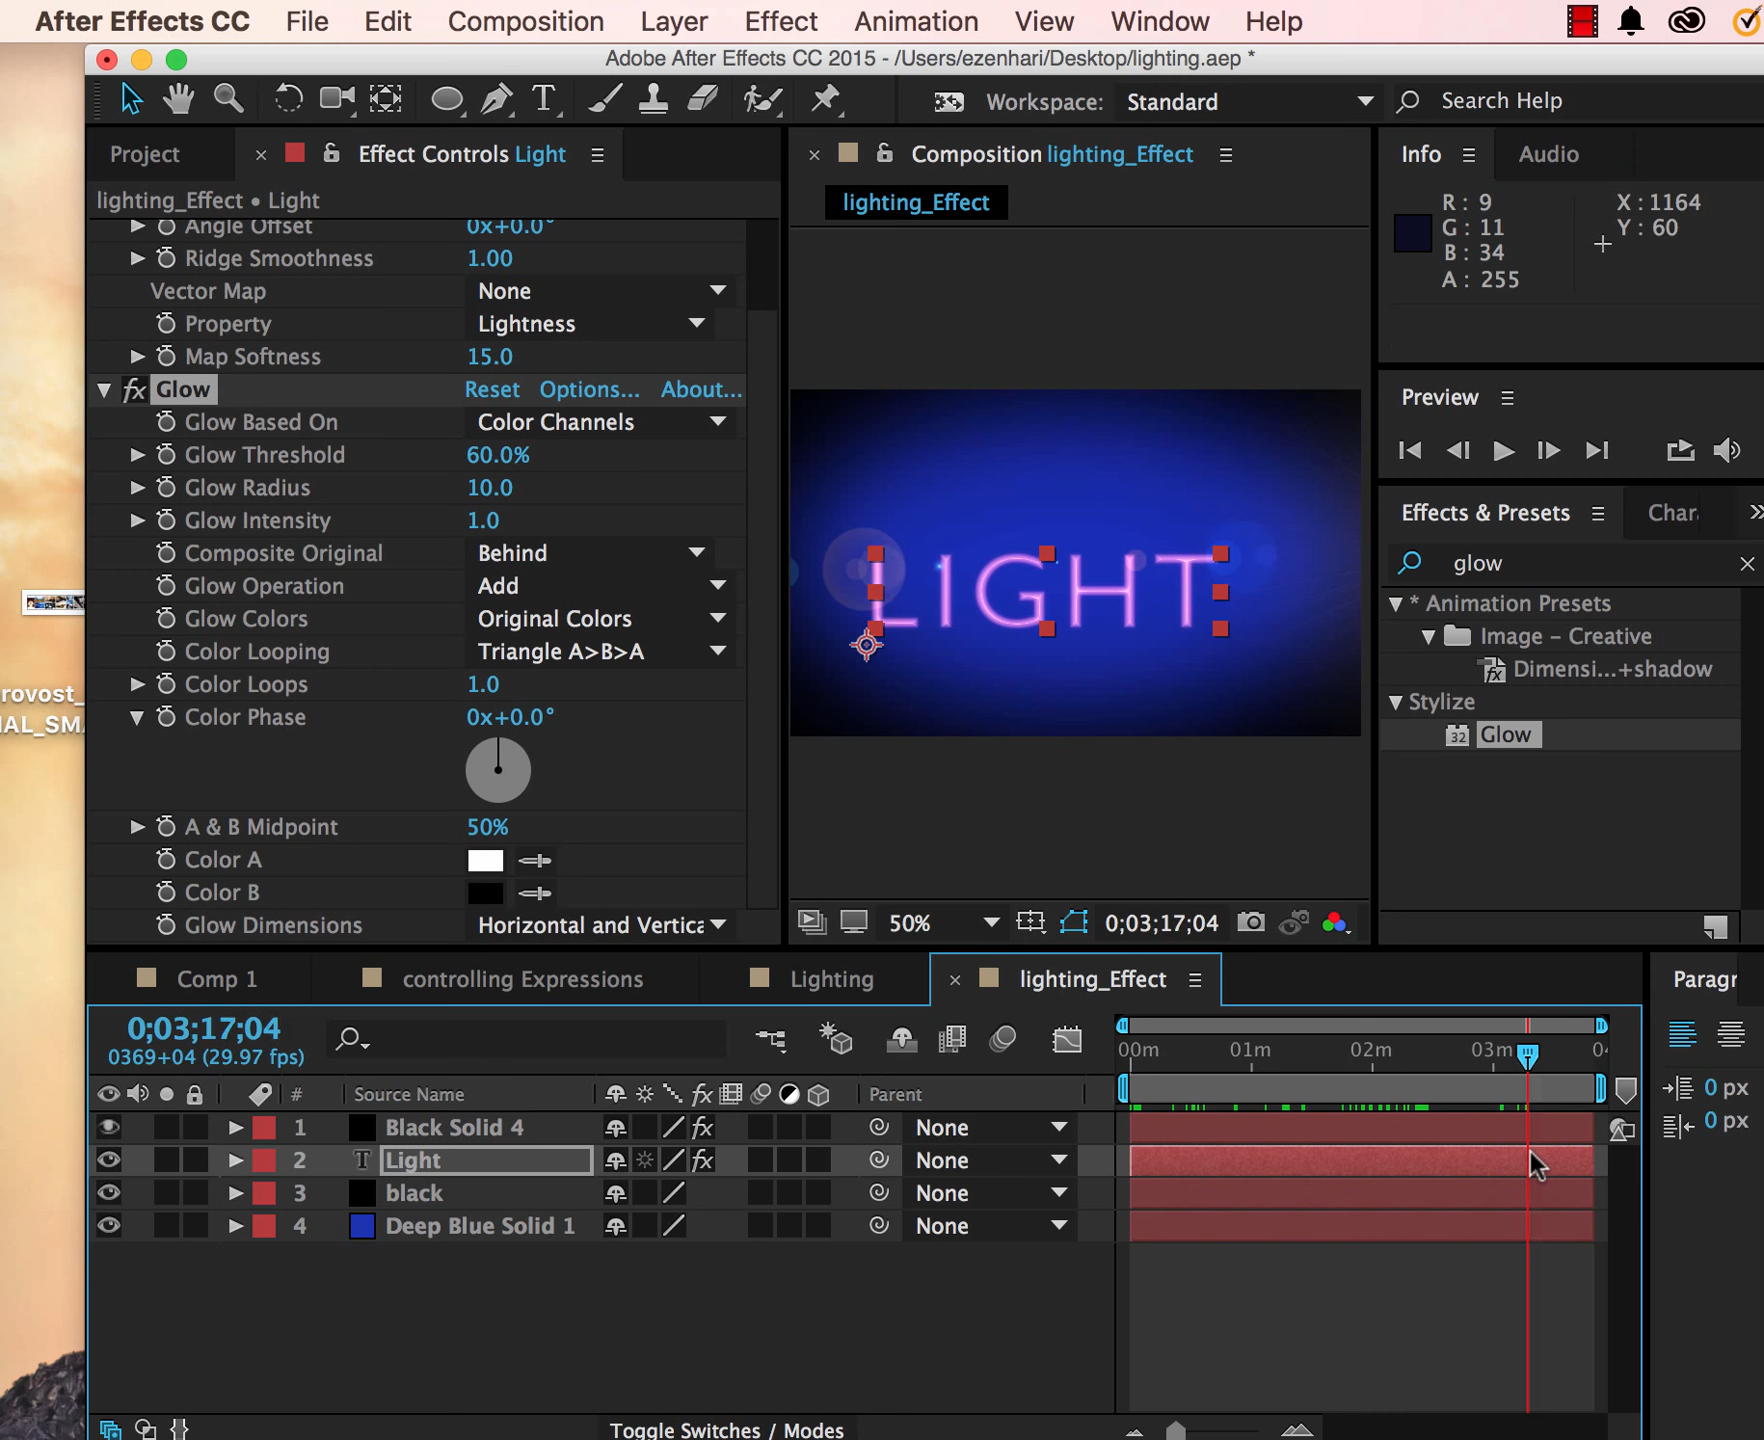 After Effects CC File Edit Composition Layer Effect Animation View Window Help
Adobe After Effects CC 2015 - /Users/ezenhari/Desktop/lighting.aep *
Workspace: Standard Search Help
Project Effect Controls Light
lighting_Effect • Light
Angle Offset 0x+0.0°
Ridge Smoothness 1.00
Vector Map None
Property Lightness
Map Softness 15.0
fx Glow Reset Options... About...
Glow Based On Color Channels
Glow Threshold 60.0%
Glow Radius 10.0
Glow Intensity 1.0
Composite Original Behind
Glow Operation Add
Glow Colors Original Colors
Color Looping Triangle A>B>A
Color Loops 1.0
Color Phase 0x+0.0°
A & B Midpoint 50%
Color A
Color B
Glow Dimensions Horizontal and Vertica
Composition lighting_Effect
lighting_Effect
LIGHT
50% 0;03;17;04
Info Audio
R : 9 X : 1164
G : 11 Y : 60
B : 34
A : 255
Preview
Effects & Presets Char
glow
* Animation Presets
Image – Creative
Dimensi...+shadow
Stylize
32 Glow
rovost_
IAL_SM
Comp 1 controlling Expressions Lighting lighting_Effect
Paragr
0;03;17;04
0369+04 (29.97 fps)
00m 01m 02m 03m 04
# Source Name fx Parent
1 Black Solid 4 fx None
2 T Light fx None
3 black None
4 Deep Blue Solid 1 None
0 px
0 px
Toggle Switches / Modes